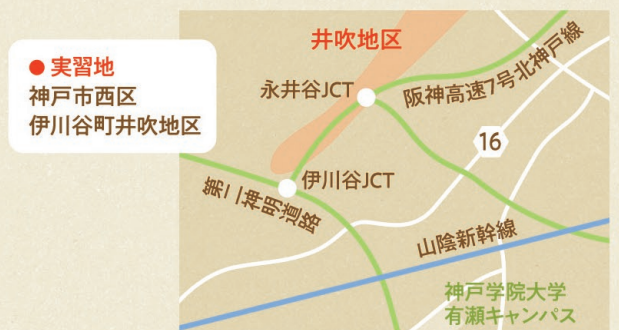 ● 実習地
神戸市西区
伊川谷町井吹地区
井吹地区
永井谷JCT
阪神高速7号北神戸線
16
伊川谷JCT
第二神明道路
山陰新幹線
神戸学院大学
有瀬キャンパス